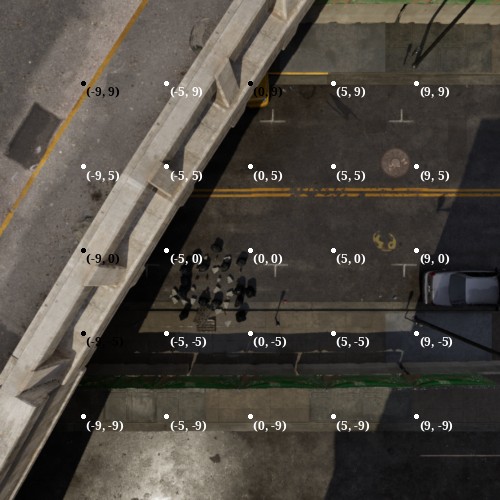 (-9, 9) (-5, 9) (0, 9) (5, 9) (9, 9)
(-9, 5) (-5, 5) (0, 5) (5, 5) (9, 5)
(-9, 0) (-5, 0) (0, 0) (5, 0) (9, 0)
(-9, -5) (-5, -5) (0, -5) (5, -5) (9, -5)
(-9, -9) (-5, -9) (0, -9) (5, -9) (9, -9)